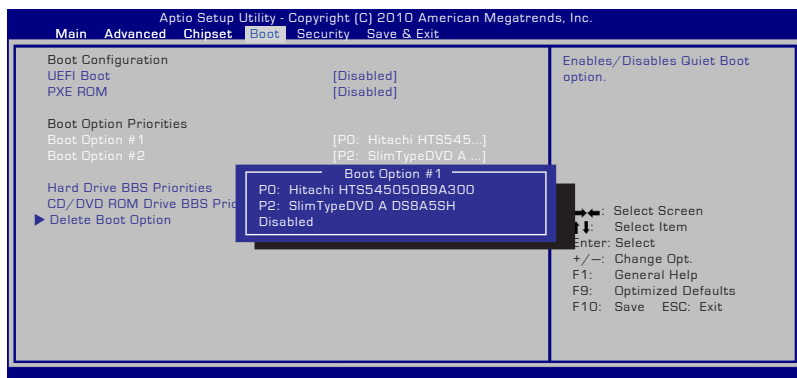 Aptio Setup Utility - Copyright (C) 2010 American Megatrends, Inc.
Main Advanced Chipset Boot Security Save & Exit
Boot Configuration
UEFI Boot [Disabled]
PXE ROM [Disabled]
Boot Option Priorities
Boot Option #1 [P0: Hitachi HTS545...]
Boot Option #2 [P2: SlimTypeDVD A ...]
Hard Drive BBS Priorities
CD/DVD ROM Drive BBS Prio
Delete Boot Option
Boot Option #1
P0: Hitachi HTS545050B9A300
P2: SlimTypeDVD A DS8A5SH
Disabled
Enables/Disables Quiet Boot
option.
→←: Select Screen
↑↓: Select Item
Enter: Select
+/—: Change Opt.
F1: General Help
F9: Optimized Defaults
F10: Save ESC: Exit